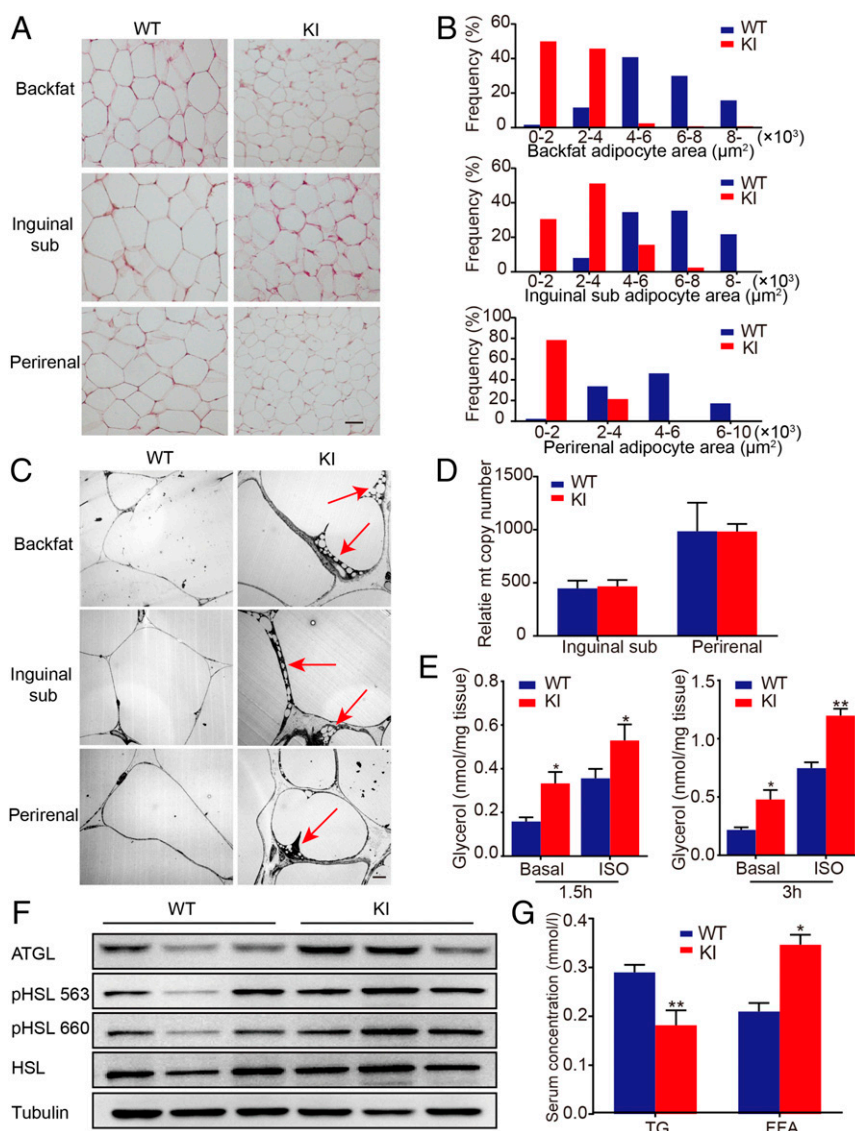 A
WT
KI
Backfat
Inguinal
sub
Perirenal
B
Frequency (%)
60
40
20
0
WT
KI
0-2
2-4
4-6
6-8
8-
(×10³)
Backfat adipocyte area (μm²)
Frequency (%)
60
40
20
0
WT
KI
0-2
2-4
4-6
6-8
8-
(×10³)
Inguinal sub adipocyte area (μm²)
Frequency (%)
100
80
60
40
20
0
WT
KI
0-2
2-4
4-6
6-10
(×10³)
Perirenal adipocyte area (μm²)
C
WT
KI
Backfat
Inguinal
sub
Perirenal
D
Relatie mt copy number
1500
1000
500
0
WT
KI
Inguinal sub
Perirenal
E
Glycerol (nmol/mg tissue)
0.8
0.6
0.4
0.2
0.0
WT
KI
*
*
Basal
ISO
1.5h
Glycerol (nmol/mg tissue)
1.5
1.0
0.5
0.0
WT
KI
*
**
Basal
ISO
3h
F
WT
KI
ATGL
pHSL 563
pHSL 660
HSL
Tubulin
G
Serum concentration (mmol/l)
0.4
0.3
0.2
0.1
0.0
WT
KI
**
*
TG
FFA